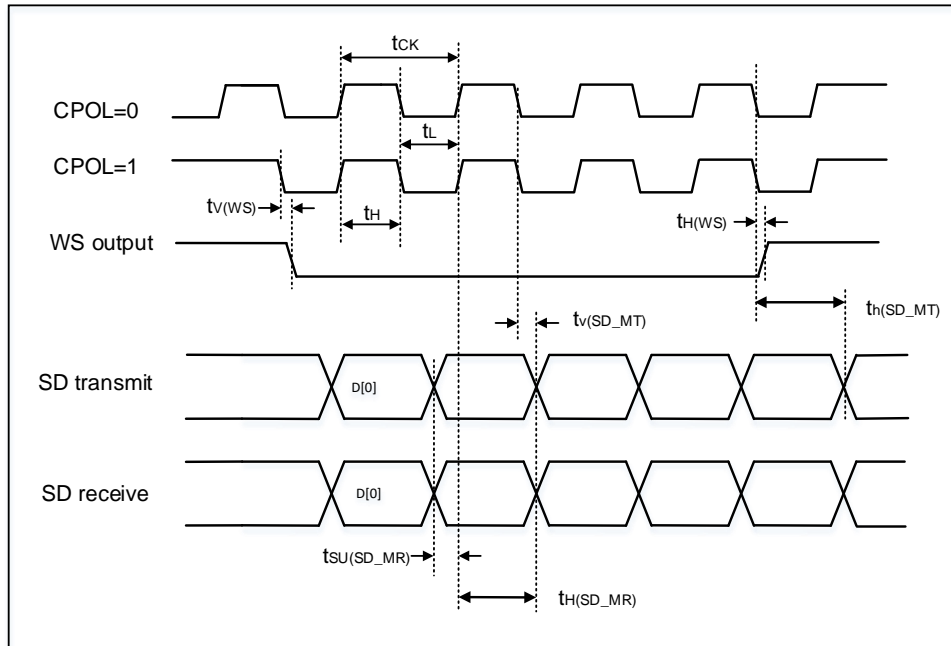 tCK
CPOL=0
tL
CPOL=1
tV(WS)
tH
tH(WS)
WS output
th(SD_MT)
tv(SD_MT)
SD transmit
D[0]
SD receive
D[0]
tSU(SD_MR)
tH(SD_MR)